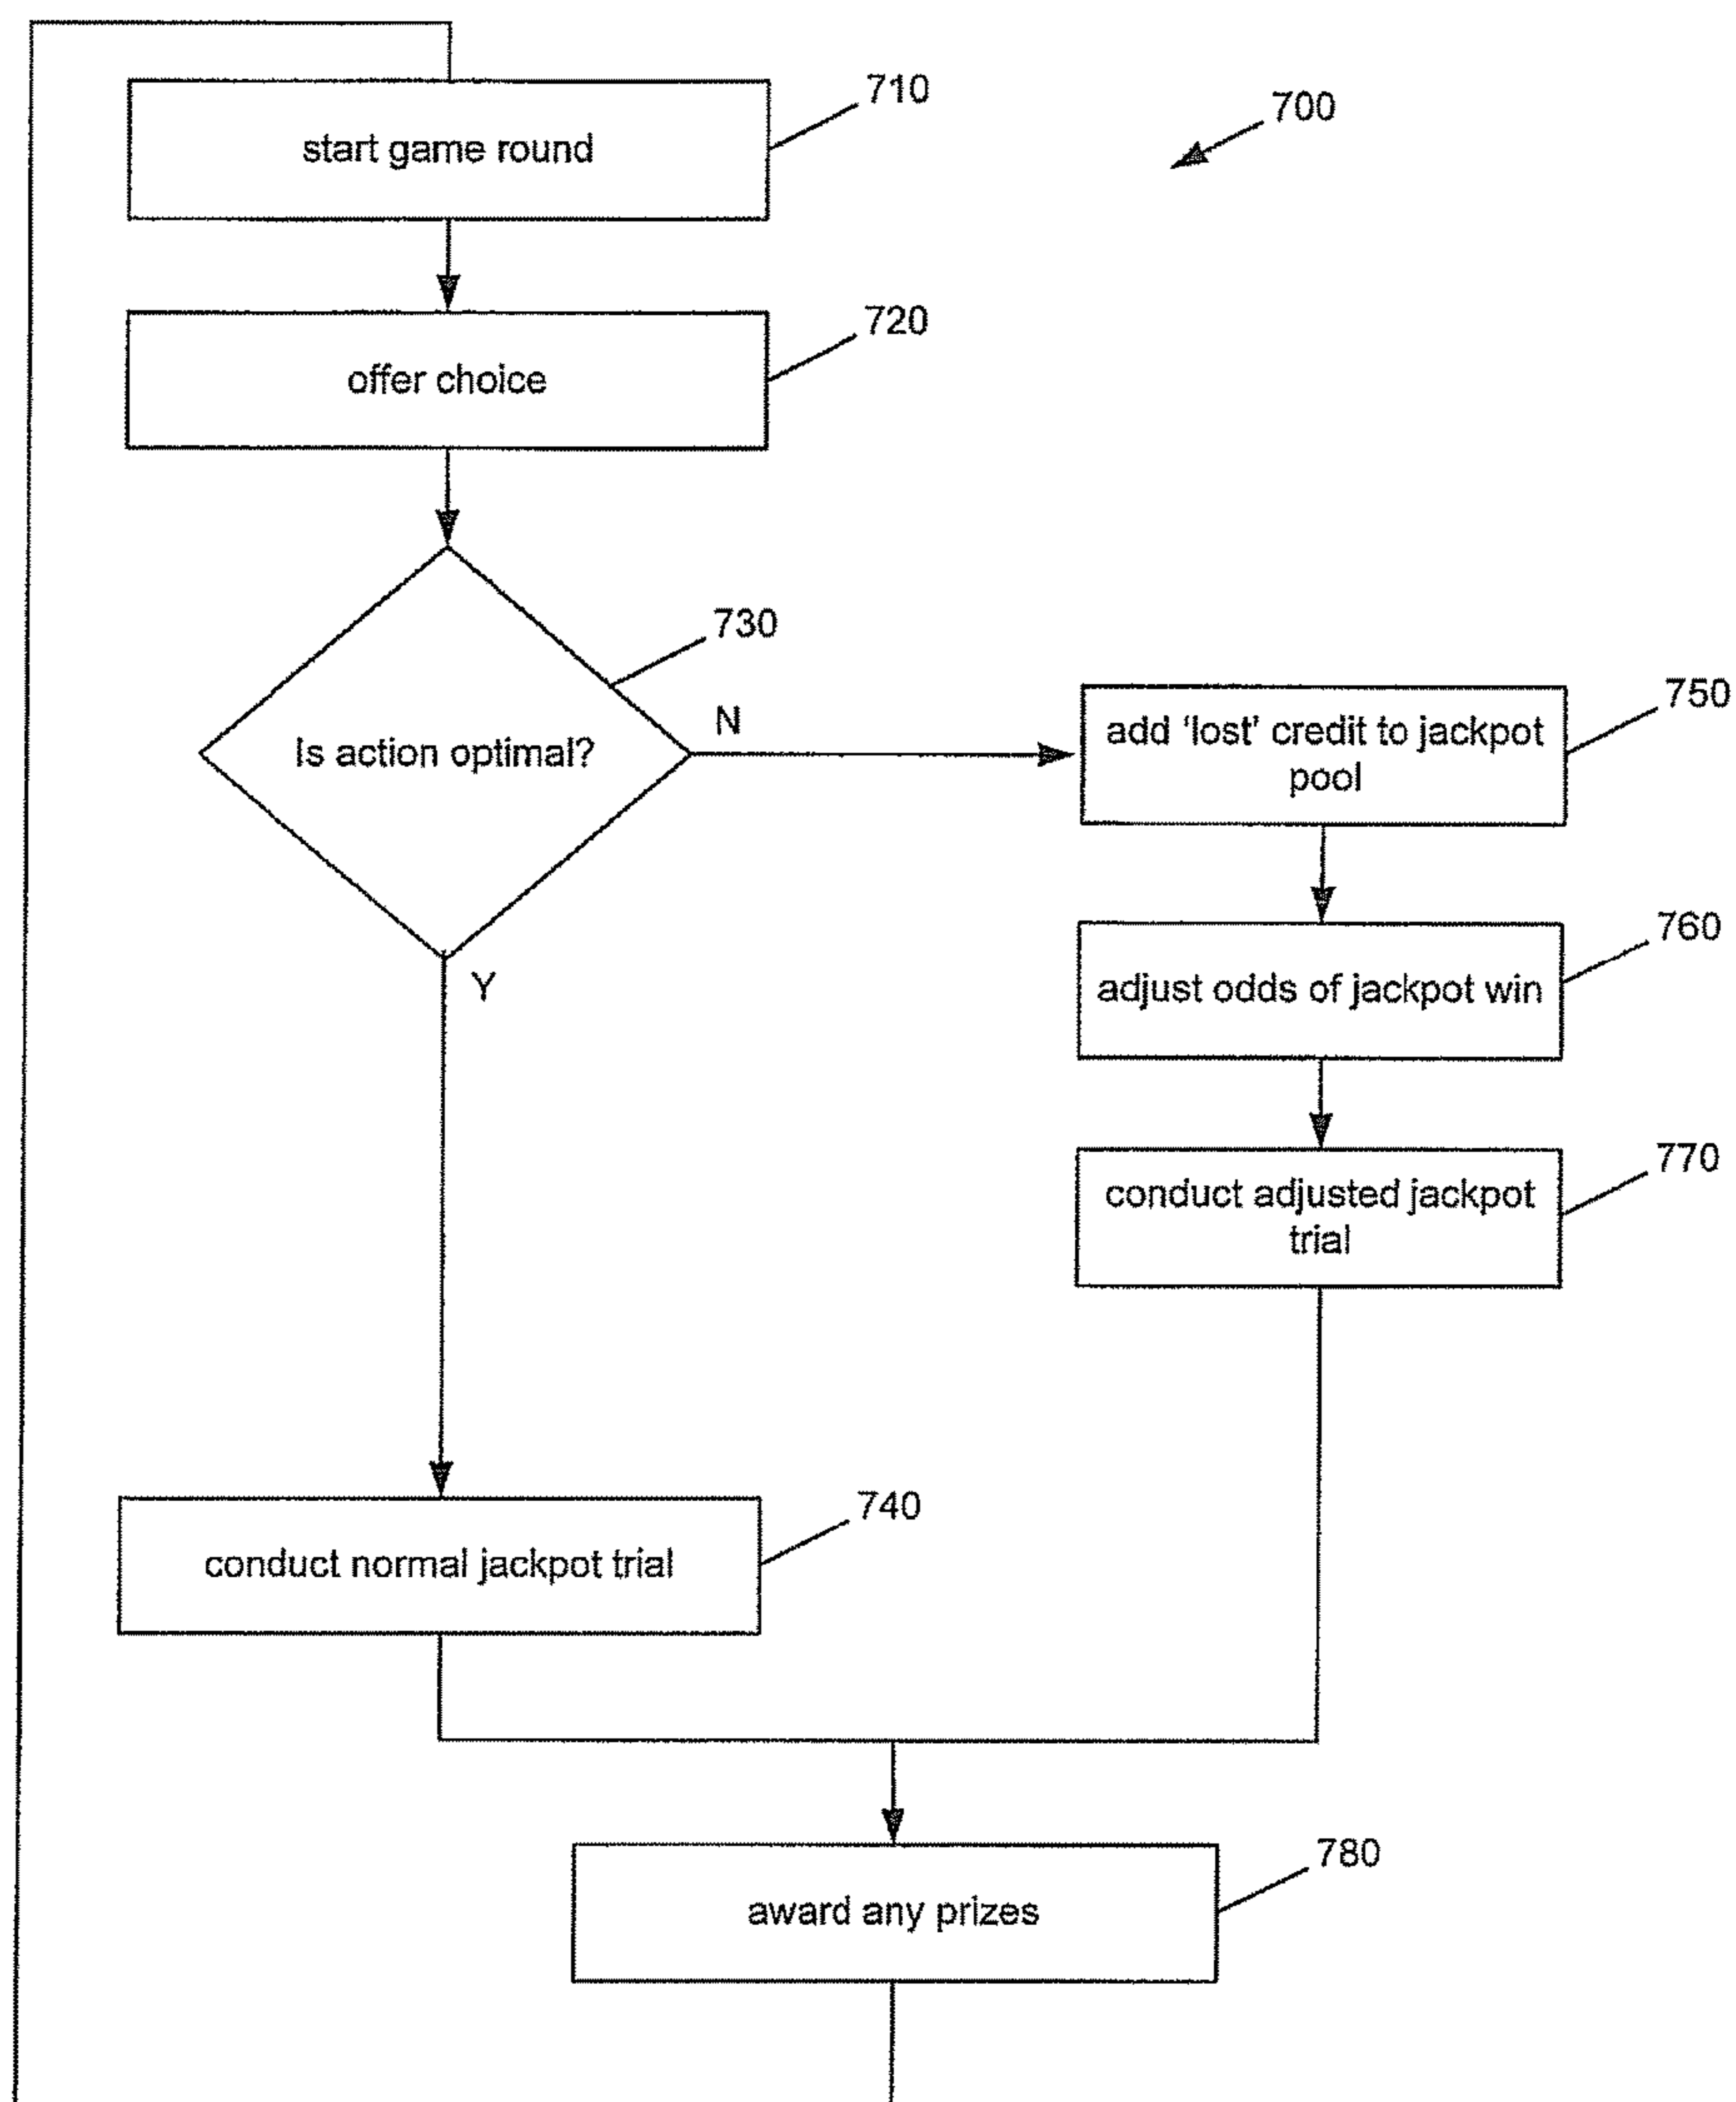 710
700
start game round
720
offer choice
730
Is action optimal?
N
750
add 'lost' credit to jackpot
pool
760
adjust odds of jackpot win
Y
770
conduct adjusted jackpot
trial
740
conduct normal jackpot trial
780
award any prizes